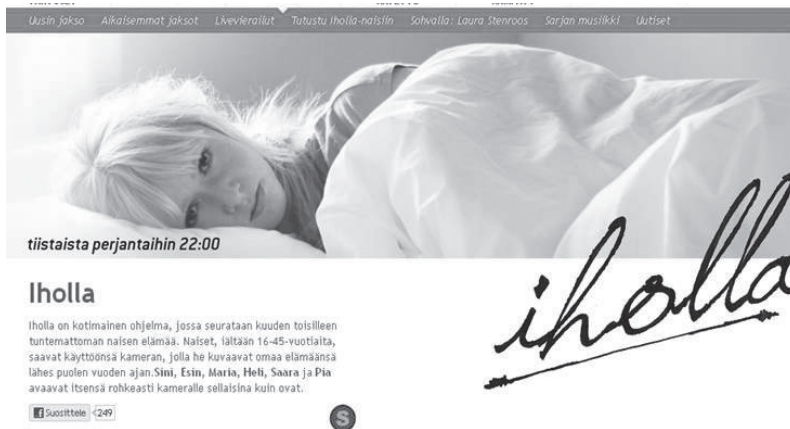 Uusin jakso Aikaisemmat jaksot Livevierailut Tutustu Iholla-naisiin Sohvalla: Laura Stenroos Sarjan musiikki Uutiset
tiistaista perjantaihin 22:00
iholla
Iholla
Iholla on kotimainen ohjelma, jossa seurataan kuuden toisilleen
tuntemattoman naisen elämää. Naiset, iältään 16-45-vuotiaita,
saavat käyttöönsä kameran, jolla he kuvaavat omaa elämäänsä
lähes puolen vuoden ajan.Sini, Esin, Maria, Heli, Saara ja Pia
avaavat itsensä rohkeasti kameralle sellaisina kuin ovat.
Suosittele 249
S